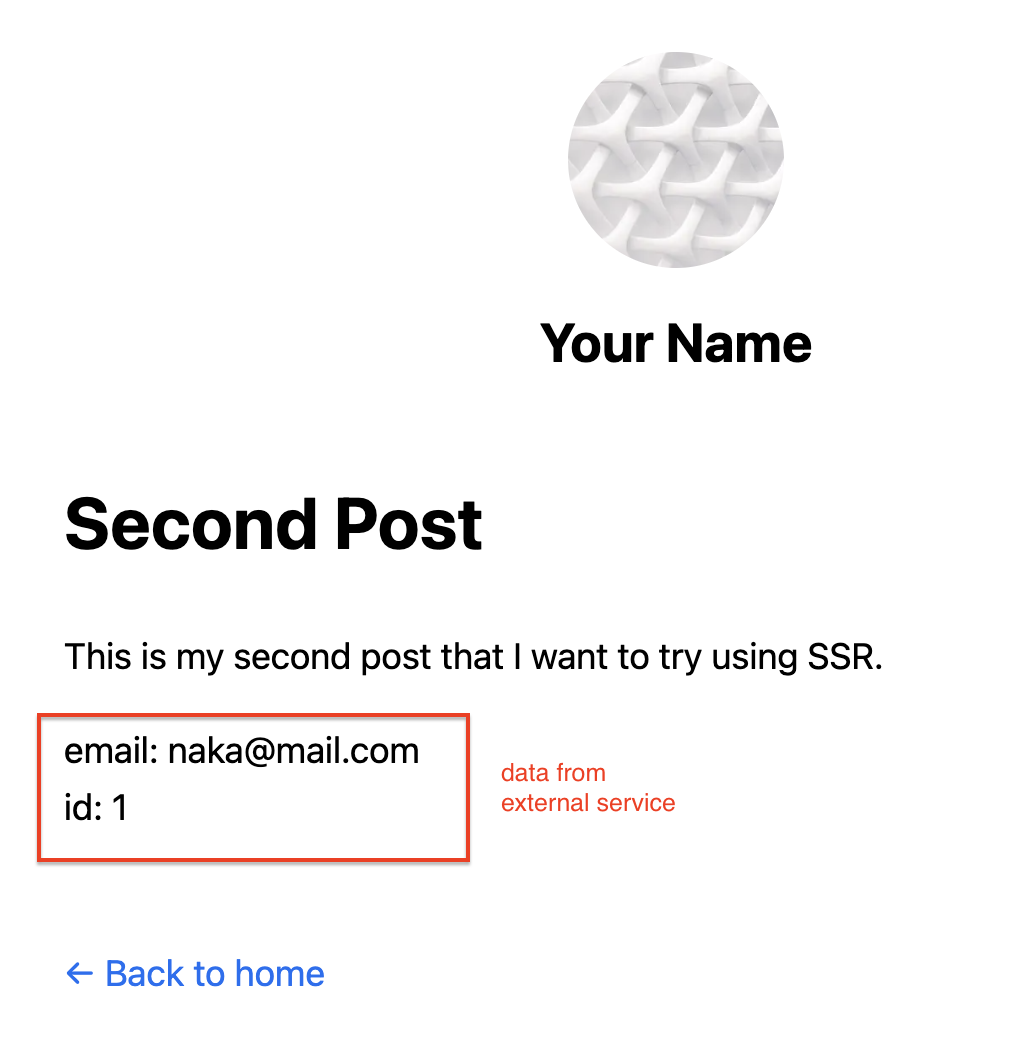 Your Name
Second Post
This is my second post that I want to try using SSR.
email: naka@mail.com
id: 1
data from
external service
← Back to home